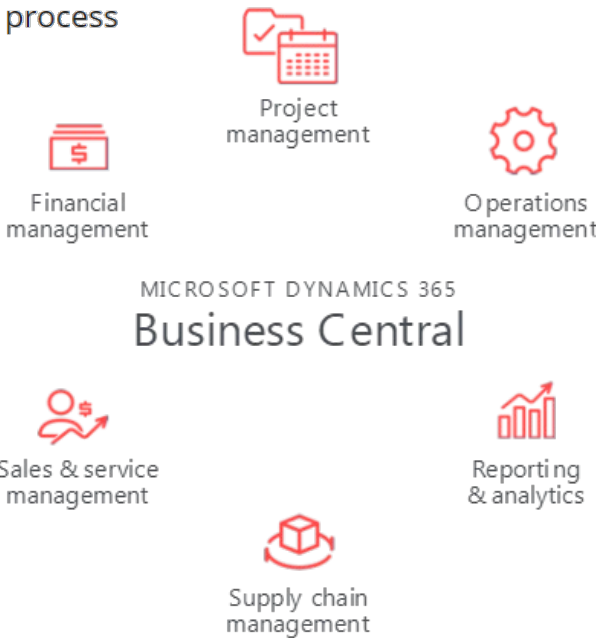 process
Project
management
Financial
management
Operations
management
MICROSOFT DYNAMICS 365
Business Central
Sales & service
management
Reporting
& analytics
Supply chain
management